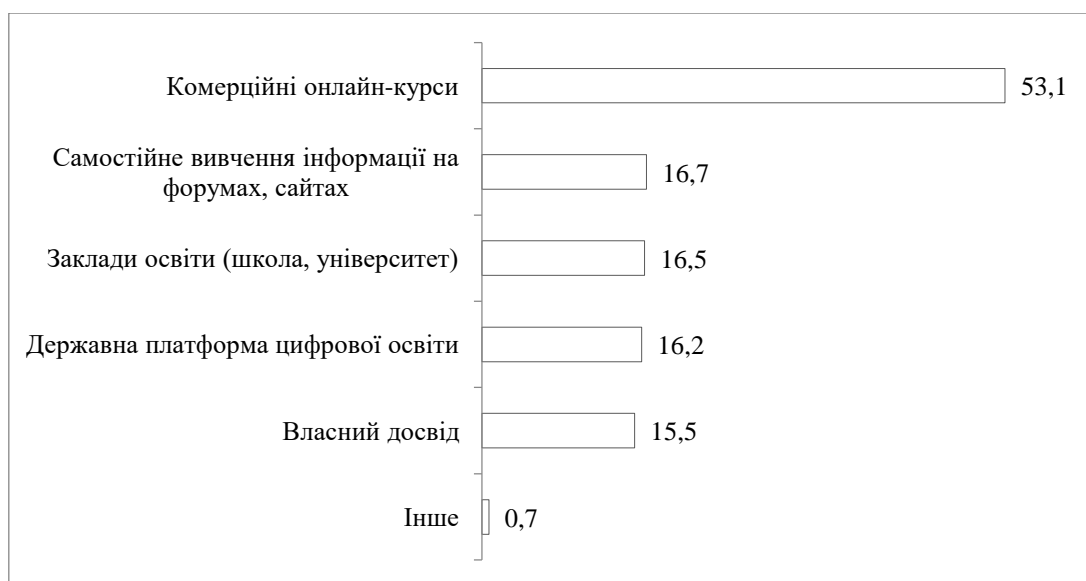 Комерційні онлайн-курси
53,1
Самостійне вивчення інформації на
форумах, сайтах
16,7
Заклади освіти (школа, університет)
16,5
Державна платформа цифрової освіти
16,2
Власний досвід
15,5
Інше
0,7